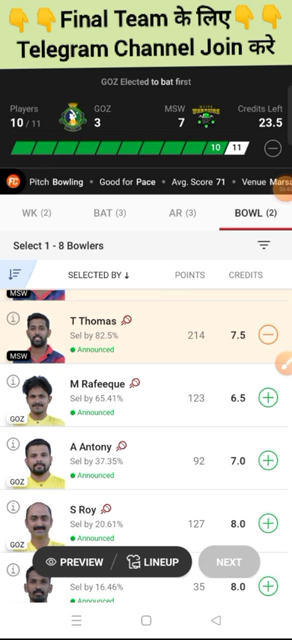 👇👇Final Team के लिए👇👇
Telegram Channel Join करे
GOZ Elected to bat first
Players
10 / 11
GOZ
3
MSW
7
Credits Left
23.5
10 11
FC Pitch Bowling • Good for Pace • Avg. Score 71 • Venue Marsa
WK (2) BAT (3) AR (3) BOWL (2)
Select 1 - 8 Bowlers
SELECTED BY ↓ POINTS CREDITS
MSW
T Thomas
Sel by 82.5%
Announced
MSW
214 7.5
M Rafeeque
Sel by 65.41%
Announced
GOZ
123 6.5
A Antony
Sel by 37.35%
Announced
GOZ
92 7.0
S Roy
Sel by 20.61%
Announced
GOZ
127 8.0
PREVIEW / LINEUP NEXT
Sel by 16.46%
Announced
35 8.0